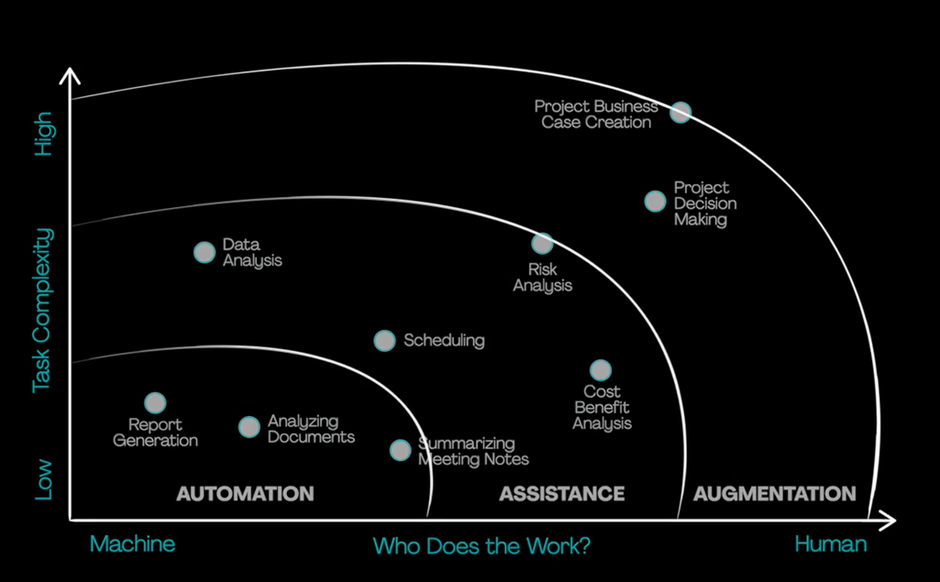 High
Task Complexity
Low
Project Business
Case Creation
Project
Decision
Making
Data
Analysis
Risk
Analysis
Scheduling
Cost
Benefit
Analysis
Report
Generation
Analyzing
Documents
Summarizing
Meeting Notes
AUTOMATION
ASSISTANCE
AUGMENTATION
Machine
Who Does the Work?
Human